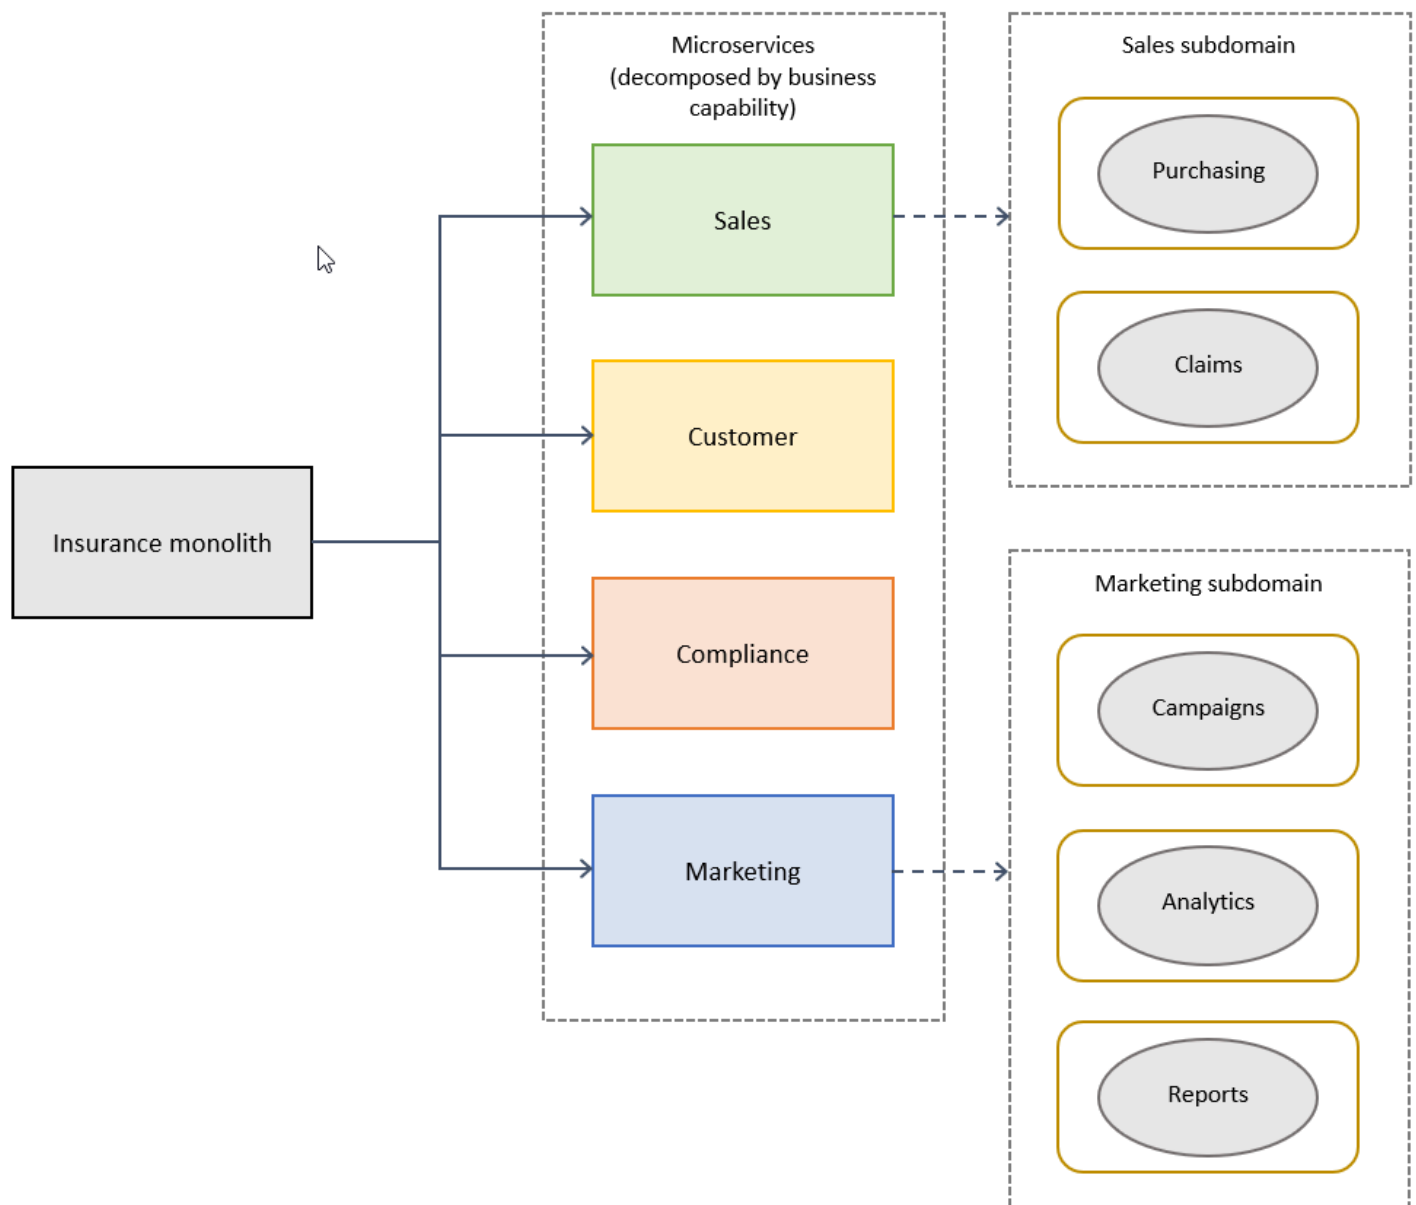 Microservices
(decomposed by business
capability)
Sales
Customer
Compliance
Marketing
Insurance monolith
Sales subdomain
Purchasing
Claims
Marketing subdomain
Campaigns
Analytics
Reports